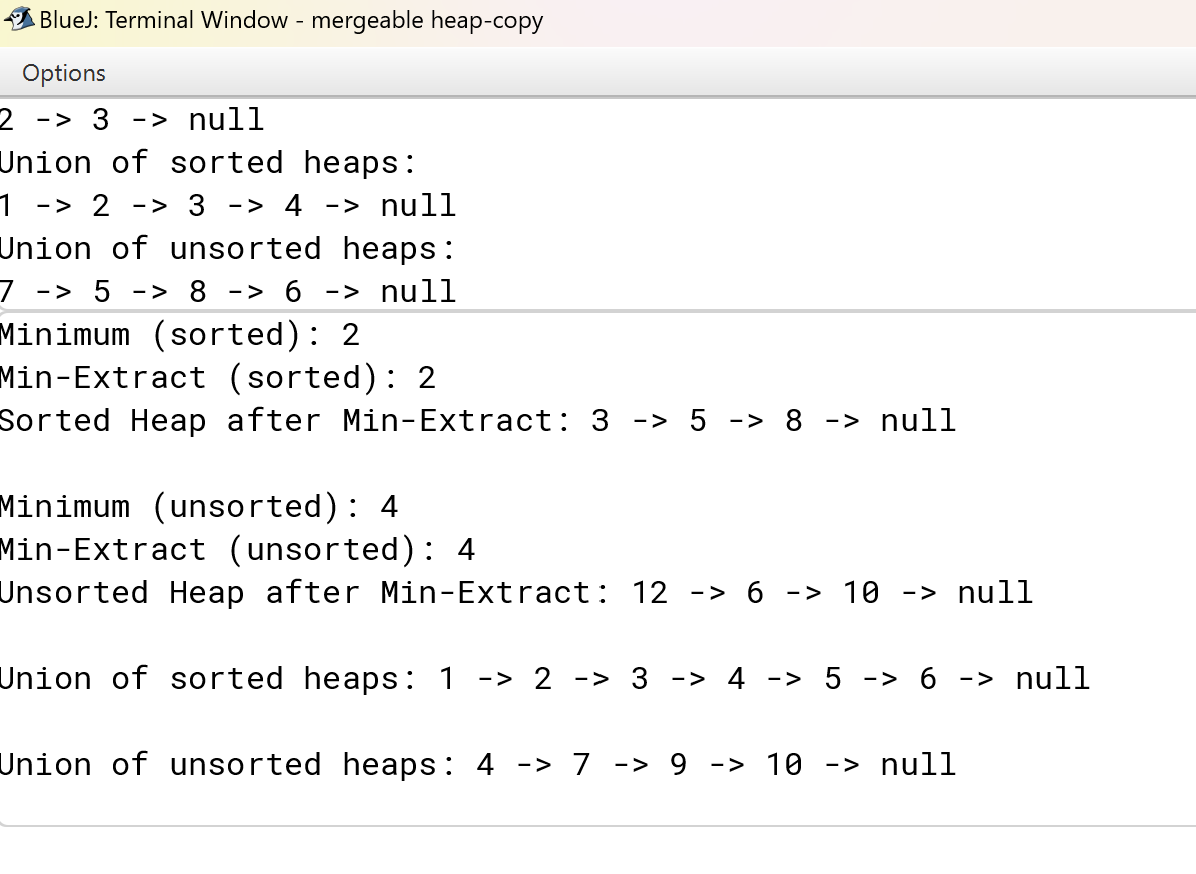 BlueJ: Terminal Window - mergeable heap-copy
Options
2 -> 3 -> null
Union of sorted heaps:
1 -> 2 -> 3 -> 4 -> null
Union of unsorted heaps:
7 -> 5 -> 8 -> 6 -> null
Minimum (sorted): 2
Min-Extract (sorted): 2
Sorted Heap after Min-Extract: 3 -> 5 -> 8 -> null
Minimum (unsorted): 4
Min-Extract (unsorted): 4
Unsorted Heap after Min-Extract: 12 -> 6 -> 10 -> null
Union of sorted heaps: 1 -> 2 -> 3 -> 4 -> 5 -> 6 -> null
Union of unsorted heaps: 4 -> 7 -> 9 -> 10 -> null